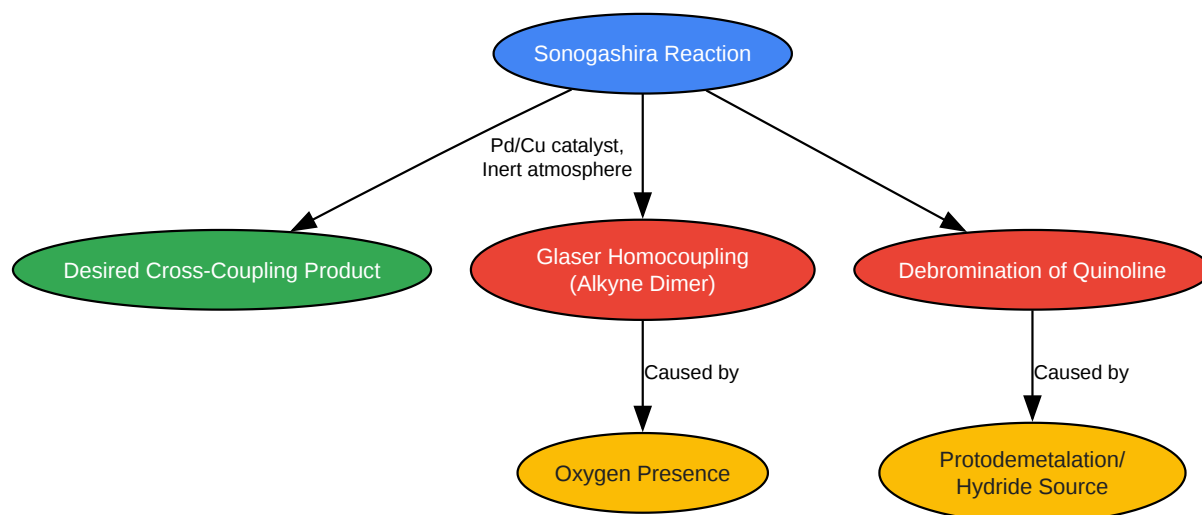 Sonogashira Reaction
Pd/Cu catalyst,
Inert atmosphere
Desired Cross-Coupling Product
Glaser Homocoupling
(Alkyne Dimer)
Debromination of Quinoline
Caused by
Caused by
Oxygen Presence
Protodemetalation/
Hydride Source